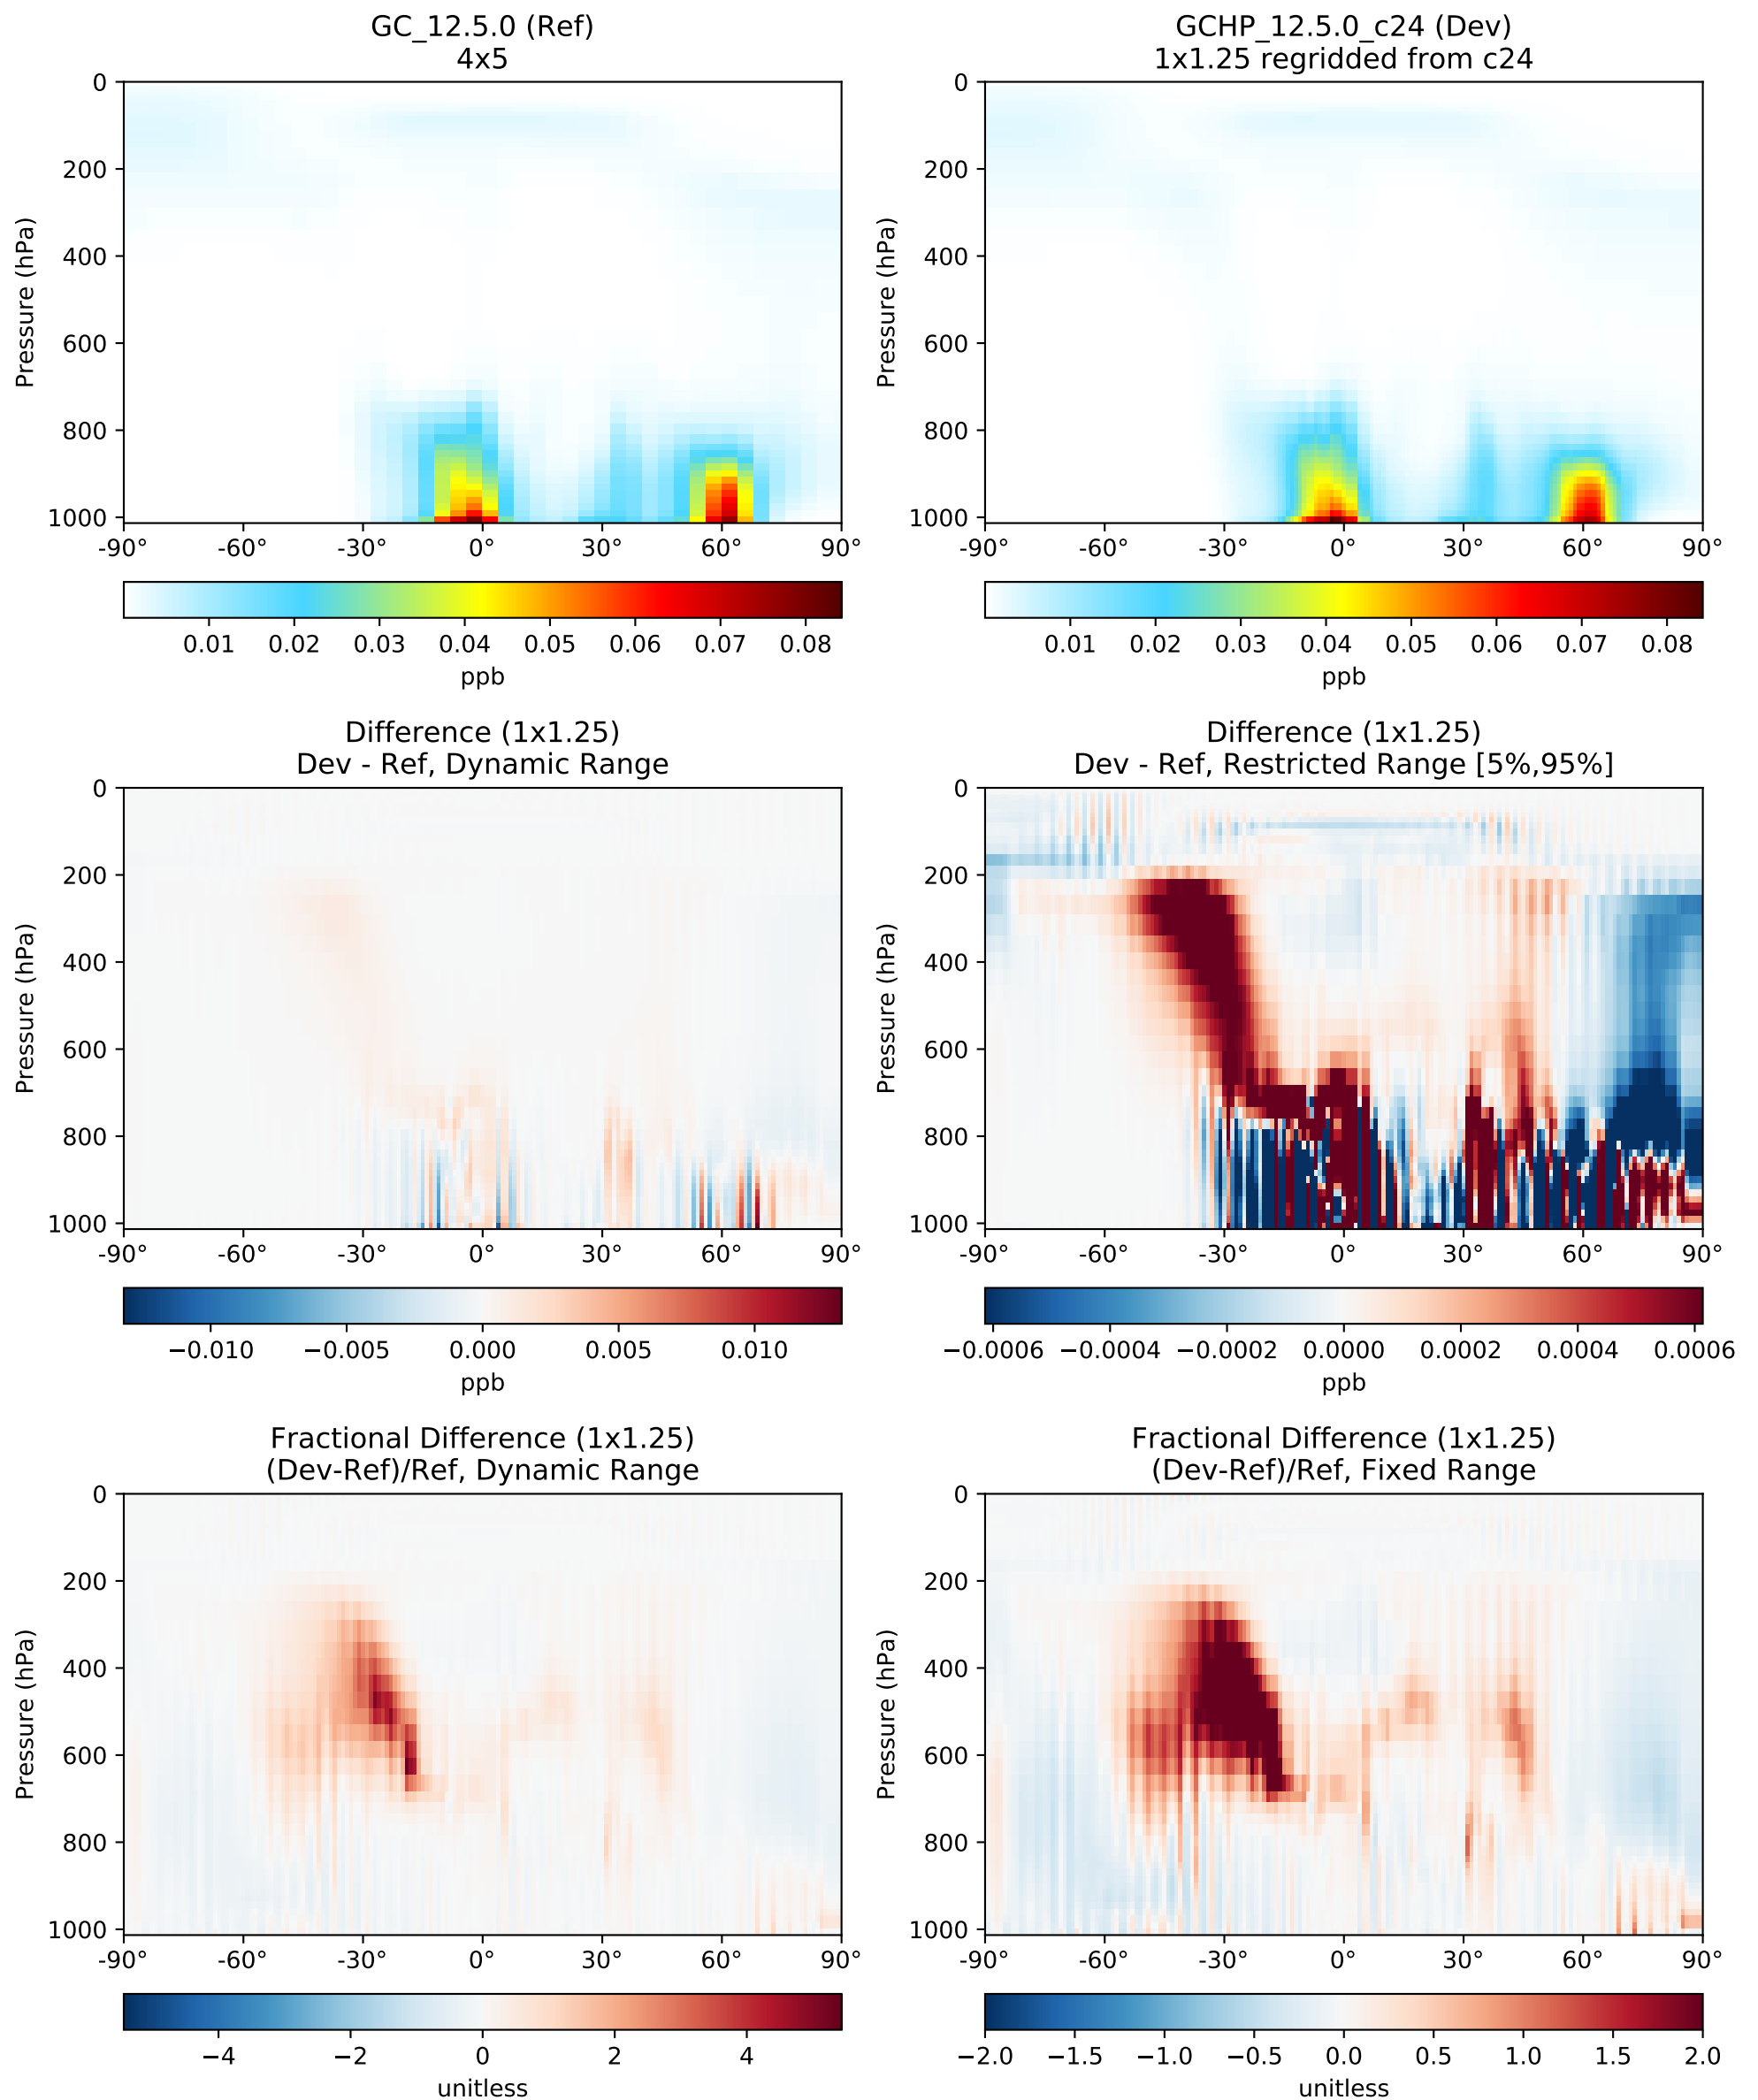 GC_12.5.0 (Ref)
4x5
0
200
400
600
800
1000
Pressure (hPa)
-90° -60° -30° 0° 30° 60° 90°
0.01 0.02 0.03 0.04 0.05 0.06 0.07 0.08
ppb
GCHP_12.5.0_c24 (Dev)
1x1.25 regridded from c24
0
200
400
600
800
1000
Pressure (hPa)
-90° -60° -30° 0° 30° 60° 90°
0.01 0.02 0.03 0.04 0.05 0.06 0.07 0.08
ppb
Difference (1x1.25)
Dev - Ref, Dynamic Range
0
200
400
600
800
1000
Pressure (hPa)
-90° -60° -30° 0° 30° 60° 90°
−0.010 −0.005 0.000 0.005 0.010
ppb
Difference (1x1.25)
Dev - Ref, Restricted Range [5%,95%]
0
200
400
600
800
1000
Pressure (hPa)
-90° -60° -30° 0° 30° 60° 90°
−0.0006 −0.0004 −0.0002 0.0000 0.0002 0.0004 0.0006
ppb
Fractional Difference (1x1.25)
(Dev-Ref)/Ref, Dynamic Range
0
200
400
600
800
1000
Pressure (hPa)
-90° -60° -30° 0° 30° 60° 90°
−4 −2 0 2 4
unitless
Fractional Difference (1x1.25)
(Dev-Ref)/Ref, Fixed Range
0
200
400
600
800
1000
Pressure (hPa)
-90° -60° -30° 0° 30° 60° 90°
−2.0 −1.5 −1.0 −0.5 0.0 0.5 1.0 1.5 2.0
unitless